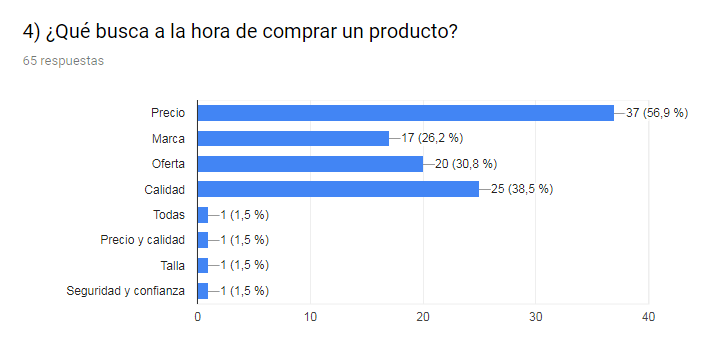 4) ¿Qué busca a la hora de comprar un producto?
65 respuestas
Precio 37 (56,9 %)
Marca 17 (26,2 %)
Oferta 20 (30,8 %)
Calidad 25 (38,5 %)
Todas 1 (1,5 %)
Precio y calidad 1 (1,5 %)
Talla 1 (1,5 %)
Seguridad y confianza 1 (1,5 %)
0 10 20 30 40